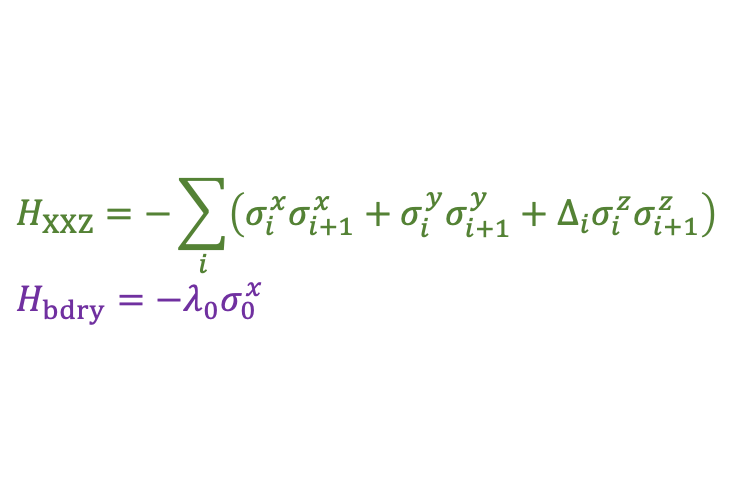 H_XXZ = −∑_i (σ_i^x σ_{i+1}^x + σ_i^y σ_{i+1}^y + Δ_i σ_i^z σ_{i+1}^z)
H_bdry = −λ_0 σ_0^x